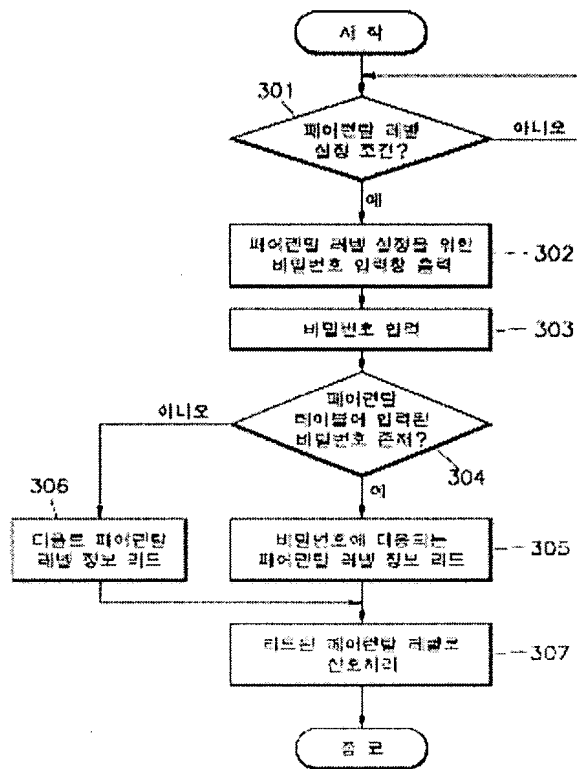 시 작
301
페어런탈 레벨
설정 조건?
아니오
예
페어런탈 레벨 설정을 위한
비밀번호 입력창 출력
302
비밀번호 입력
303
페어런탈
테이블에 입력된
비밀번호 존재?
아니오
304
예
306
디폴트 페어런탈
레벨 정보 리드
비밀번호에 대응되는
페어런탈 레벨 정보 리드
305
리드된 페어런탈 레벨로
신호처리
307
종 료